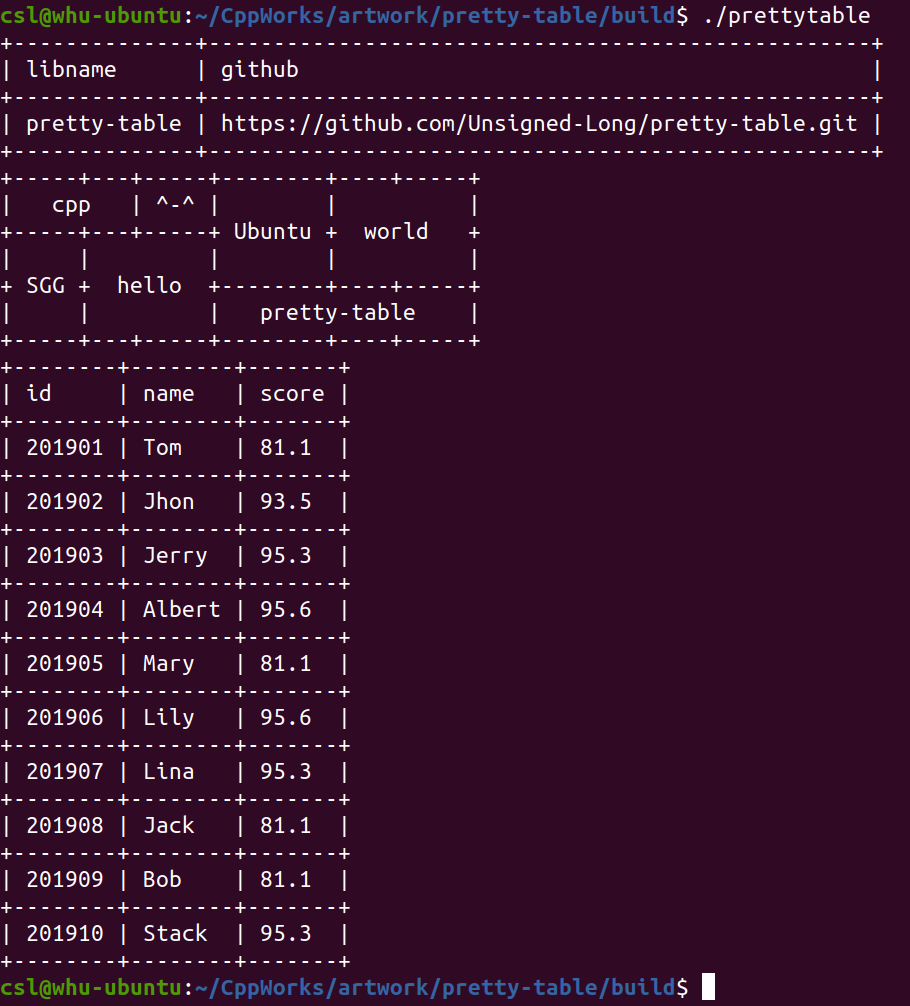 csl@whu-ubuntu:~/CppWorks/artwork/pretty-table/build$ ./prettytable
+--------------+---------------------------------------------------+
| libname      | github                                            |
+--------------+---------------------------------------------------+
| pretty-table | https://github.com/Unsigned-Long/pretty-table.git |
+--------------+---------------------------------------------------+
+-----+---+-----+--------+----+-----+
|   cpp   | ^-^ |        |          |
+-----+---+-----+ Ubuntu +  world   +
|     |         |        |          |
+ SGG +  hello  +--------+----+-----+
|     |         |   pretty-table    |
+-----+---+-----+--------+----+-----+
+--------+--------+-------+
| id     | name   | score |
+--------+--------+-------+
| 201901 | Tom    | 81.1  |
+--------+--------+-------+
| 201902 | Jhon   | 93.5  |
+--------+--------+-------+
| 201903 | Jerry  | 95.3  |
+--------+--------+-------+
| 201904 | Albert | 95.6  |
+--------+--------+-------+
| 201905 | Mary   | 81.1  |
+--------+--------+-------+
| 201906 | Lily   | 95.6  |
+--------+--------+-------+
| 201907 | Lina   | 95.3  |
+--------+--------+-------+
| 201908 | Jack   | 81.1  |
+--------+--------+-------+
| 201909 | Bob    | 81.1  |
+--------+--------+-------+
| 201910 | Stack  | 95.3  |
+--------+--------+-------+
csl@whu-ubuntu:~/CppWorks/artwork/pretty-table/build$